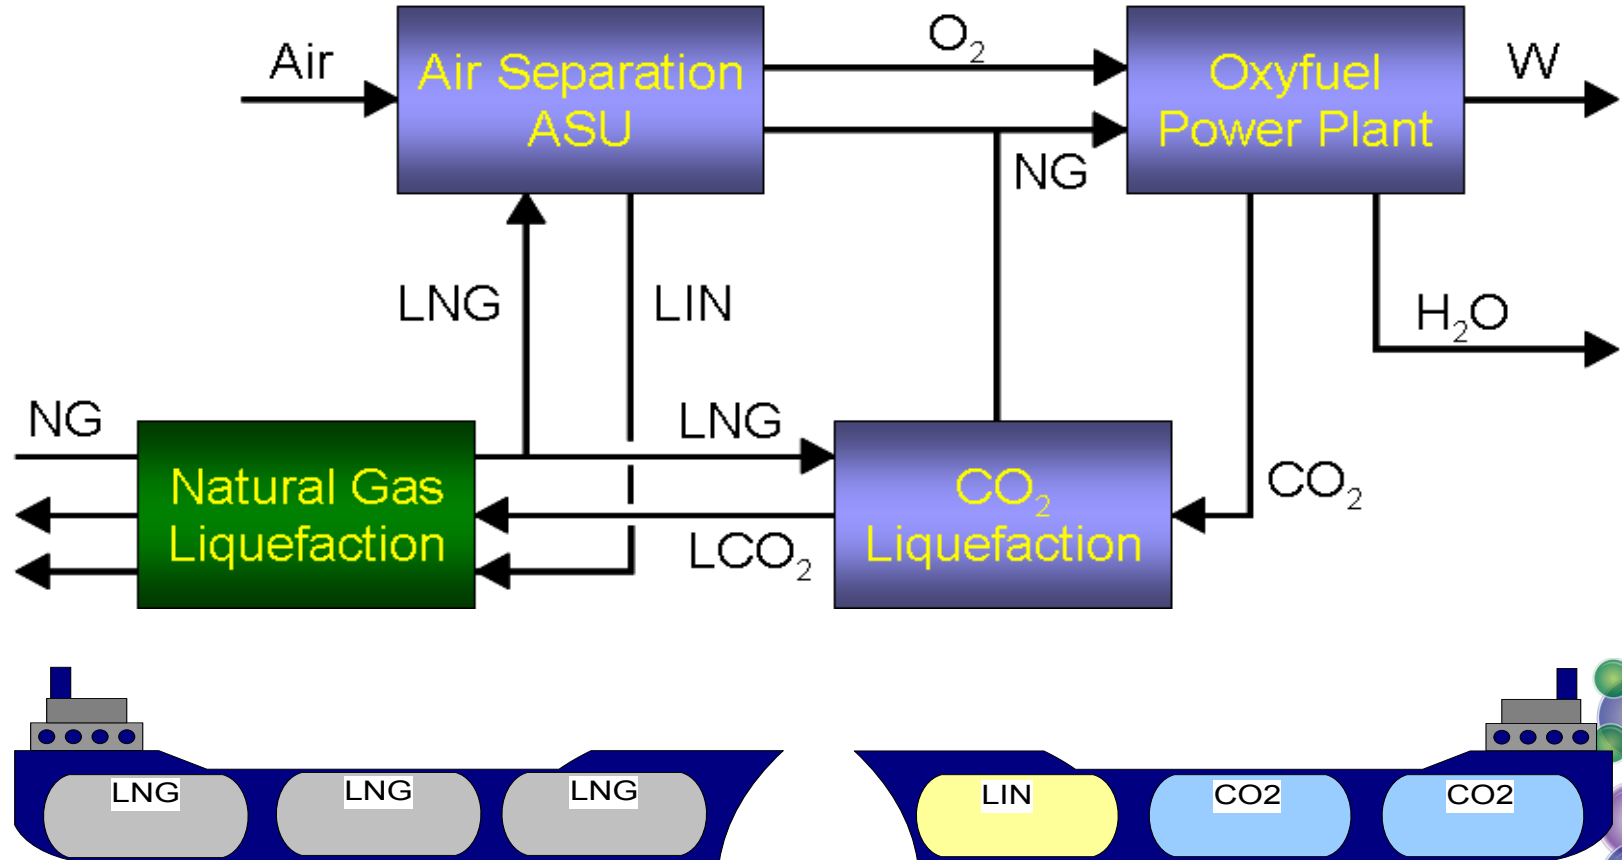 Air
Air Separation
ASU
O₂
Oxyfuel
Power Plant
W
NG
LNG
LIN
H₂O
NG
LNG
Natural Gas
Liquefaction
CO₂
Liquefaction
CO₂
LCO₂
LNG
LNG
LNG
LIN
CO2
CO2